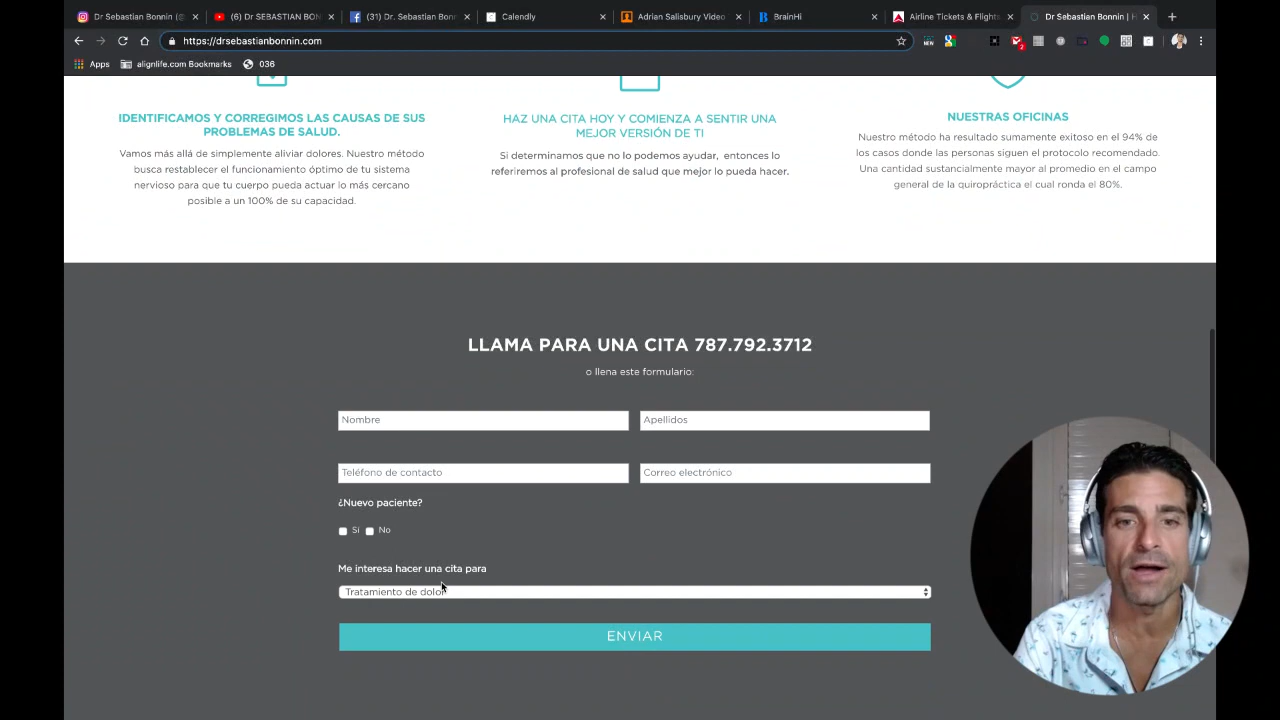 Dr Sebastian Bonnin (@
(6) Dr SEBASTIAN BON
(31) Dr. Sebastian Bonn
Calendly
Adrian Salisbury Video
BrainHi
Airline Tickets & Flights
Dr Sebastian Bonnin | H
https://drsebastianbonnin.com
Apps
alignlife.com Bookmarks
036
IDENTIFICAMOS Y CORREGIMOS LAS CAUSAS DE SUS
PROBLEMAS DE SALUD.
Vamos más allá de simplemente aliviar dolores. Nuestro método
busca restablecer el funcionamiento óptimo de tu sistema
nervioso para que tu cuerpo pueda actuar lo más cercano
posible a un 100% de su capacidad.
HAZ UNA CITA HOY Y COMIENZA A SENTIR UNA
MEJOR VERSIÓN DE TI
Si determinamos que no lo podemos ayudar, entonces lo
referiremos al profesional de salud que mejor lo pueda hacer.
NUESTRAS OFICINAS
Nuestro método ha resultado sumamente exitoso en el 94% de
los casos donde las personas siguen el protocolo recomendado.
Una cantidad sustancialmente mayor al promedio en el campo
general de la quiropráctica el cual ronda el 80%.
LLAMA PARA UNA CITA 787.792.3712
o llena este formulario:
Nombre
Apellidos
Teléfono de contacto
Correo electrónico
¿Nuevo paciente?
Si No
Me interesa hacer una cita para
Tratamiento de dolor
ENVIAR